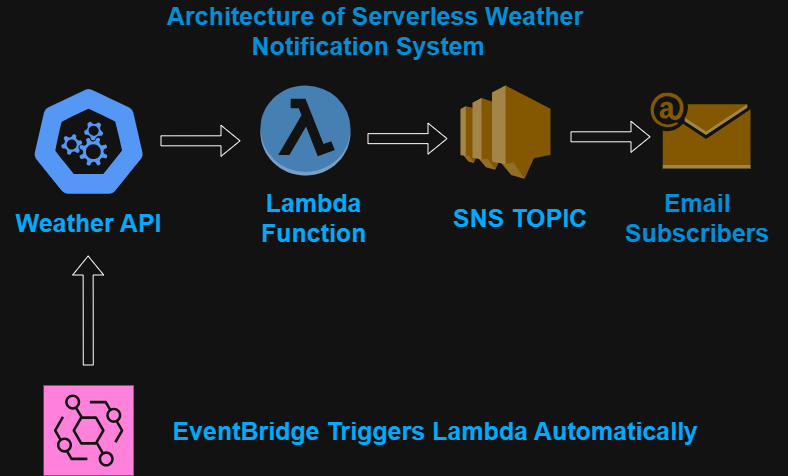 Architecture of Serverless Weather
Notification System
@
λ
Weather API
Lambda
Function
SNS TOPIC
Email
Subscribers
EventBridge Triggers Lambda Automatically